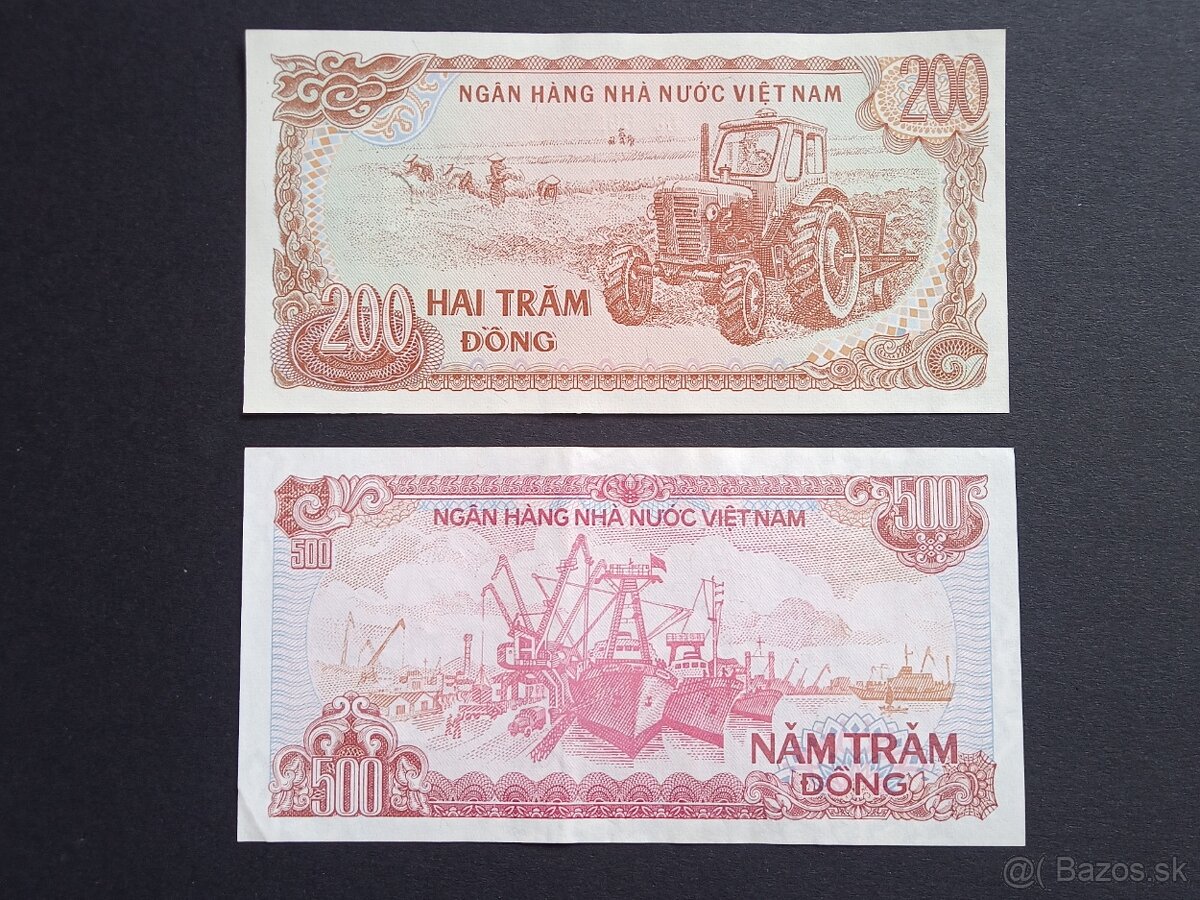 200
NGÂN HÀNG NHÀ NƯỚC VIỆT NAM
200 HAI TRĂM
ĐỒNG
500
NGÂN HÀNG NHÀ NƯỚC VIỆT NAM
500
NĂM TRĂM
500 ĐỒNG
@( Bazos.sk